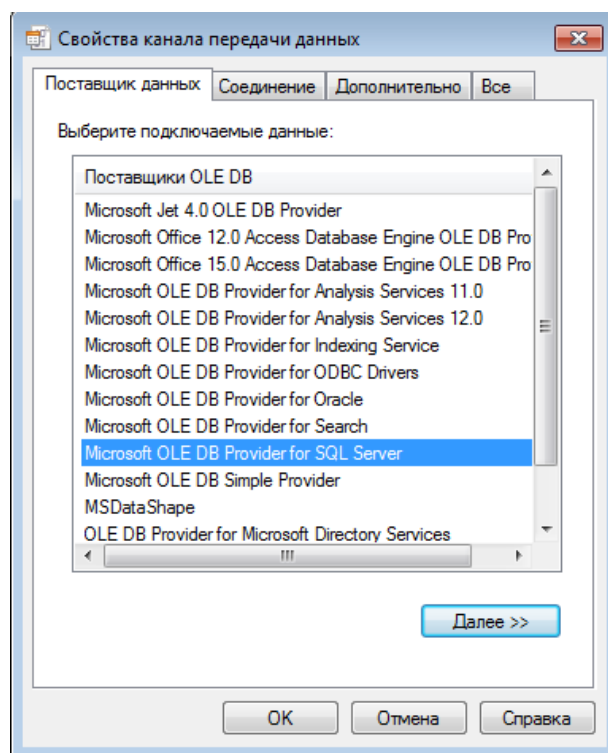 Свойства канала передачи данных
Поставщик данных Соединение Дополнительно Все
Выберите подключаемые данные:
Поставщики OLE DB
Microsoft Jet 4.0 OLE DB Provider
Microsoft Office 12.0 Access Database Engine OLE DB Pro
Microsoft Office 15.0 Access Database Engine OLE DB Pro
Microsoft OLE DB Provider for Analysis Services 11.0
Microsoft OLE DB Provider for Analysis Services 12.0
Microsoft OLE DB Provider for Indexing Service
Microsoft OLE DB Provider for ODBC Drivers
Microsoft OLE DB Provider for Oracle
Microsoft OLE DB Provider for Search
Microsoft OLE DB Provider for SQL Server
Microsoft OLE DB Simple Provider
MSDataShape
OLE DB Provider for Microsoft Directory Services
Далее >>
OK Отмена Справка